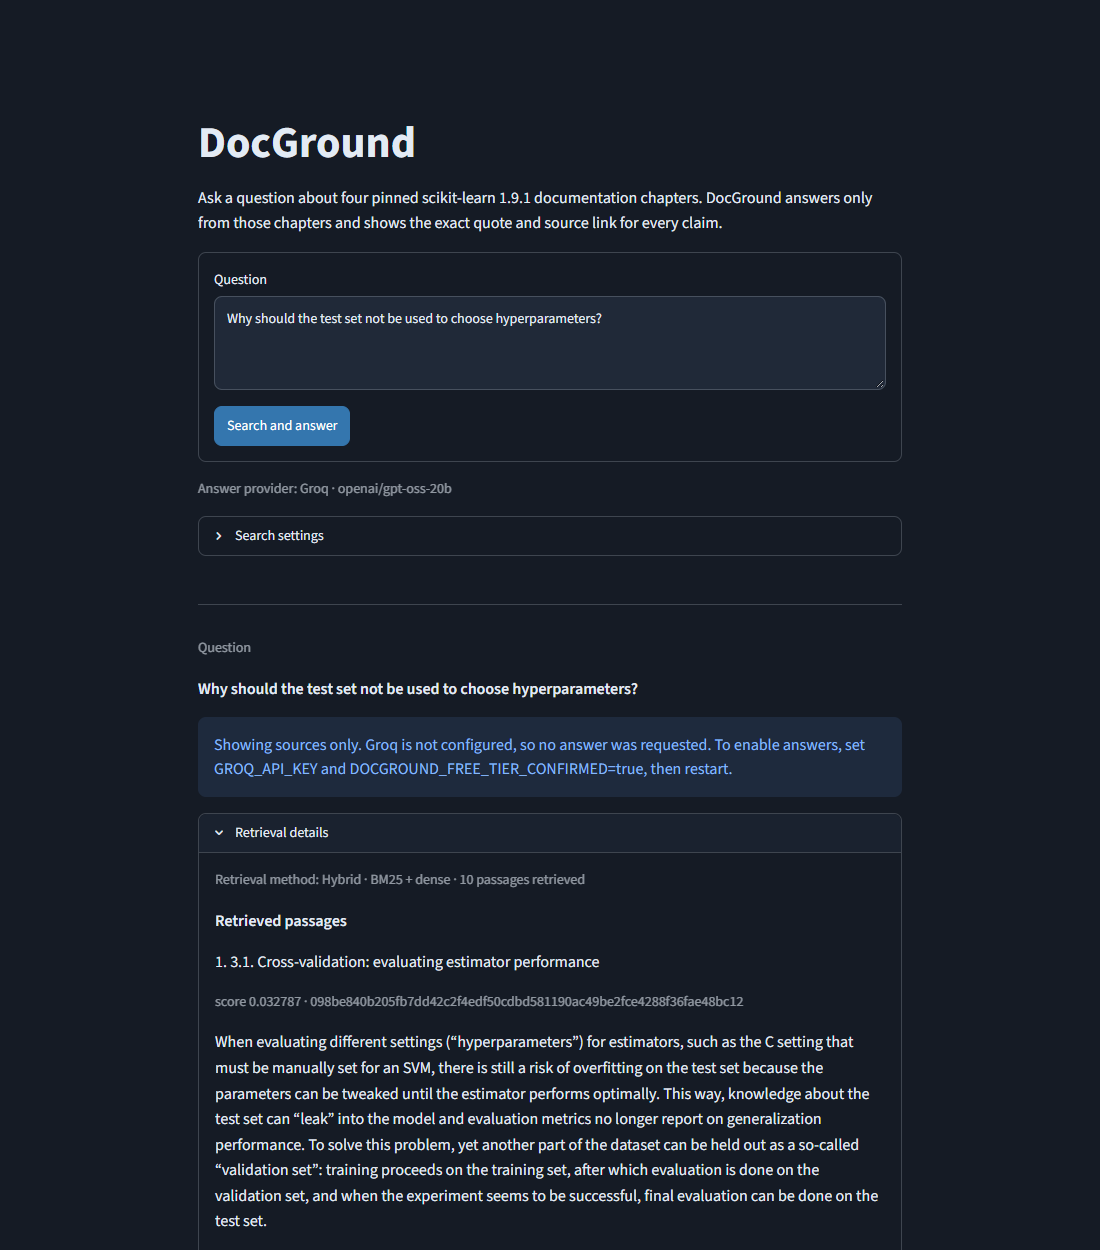 DocGround
Ask a question about four pinned scikit-learn 1.9.1 documentation chapters. DocGround answers only
from those chapters and shows the exact quote and source link for every claim.
Question
Why should the test set not be used to choose hyperparameters?
Search and answer
Answer provider: Groq · openai/gpt-oss-20b
Search settings
Question
Why should the test set not be used to choose hyperparameters?
Showing sources only. Groq is not configured, so no answer was requested. To enable answers, set
GROQ_API_KEY and DOCGROUND_FREE_TIER_CONFIRMED=true, then restart.
Retrieval details
Retrieval method: Hybrid · BM25 + dense · 10 passages retrieved
Retrieved passages
1. 3.1. Cross-validation: evaluating estimator performance
score 0.032787 · 098be840b205fb7dd42c2f4edf50cdbd581190ac49be2fce4288f36fae48bc12
When evaluating different settings (“hyperparameters”) for estimators, such as the C setting that
must be manually set for an SVM, there is still a risk of overfitting on the test set because the
parameters can be tweaked until the estimator performs optimally. This way, knowledge about the
test set can “leak” into the model and evaluation metrics no longer report on generalization
performance. To solve this problem, yet another part of the dataset can be held out as a so-called
“validation set”: training proceeds on the training set, after which evaluation is done on the
validation set, and when the experiment seems to be successful, final evaluation can be done on the
test set.